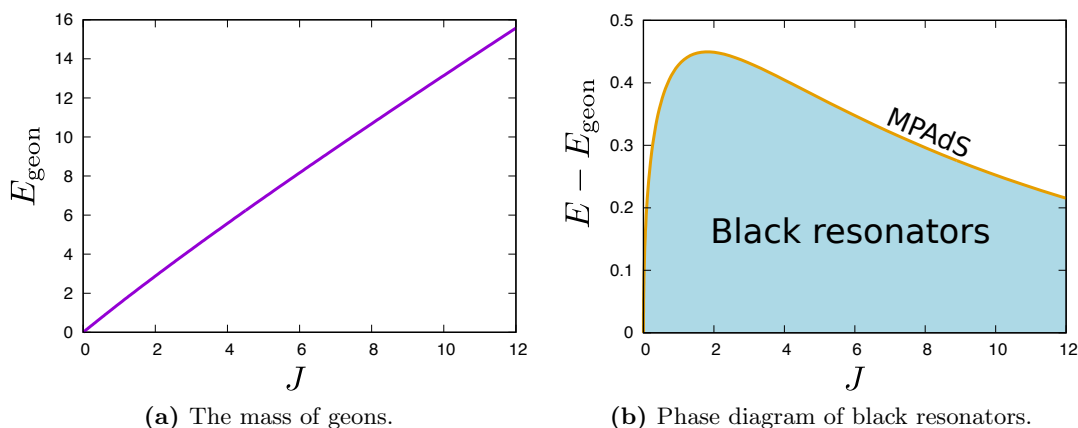 16
14
12
10
8
6
4
2
0
E_geon
0 2 4 6 8 10 12
J
(a) The mass of geons.
0.5
0.4
0.3
0.2
0.1
0
E − E_geon
MPAdS
Black resonators
0 2 4 6 8 10 12
J
(b) Phase diagram of black resonators.